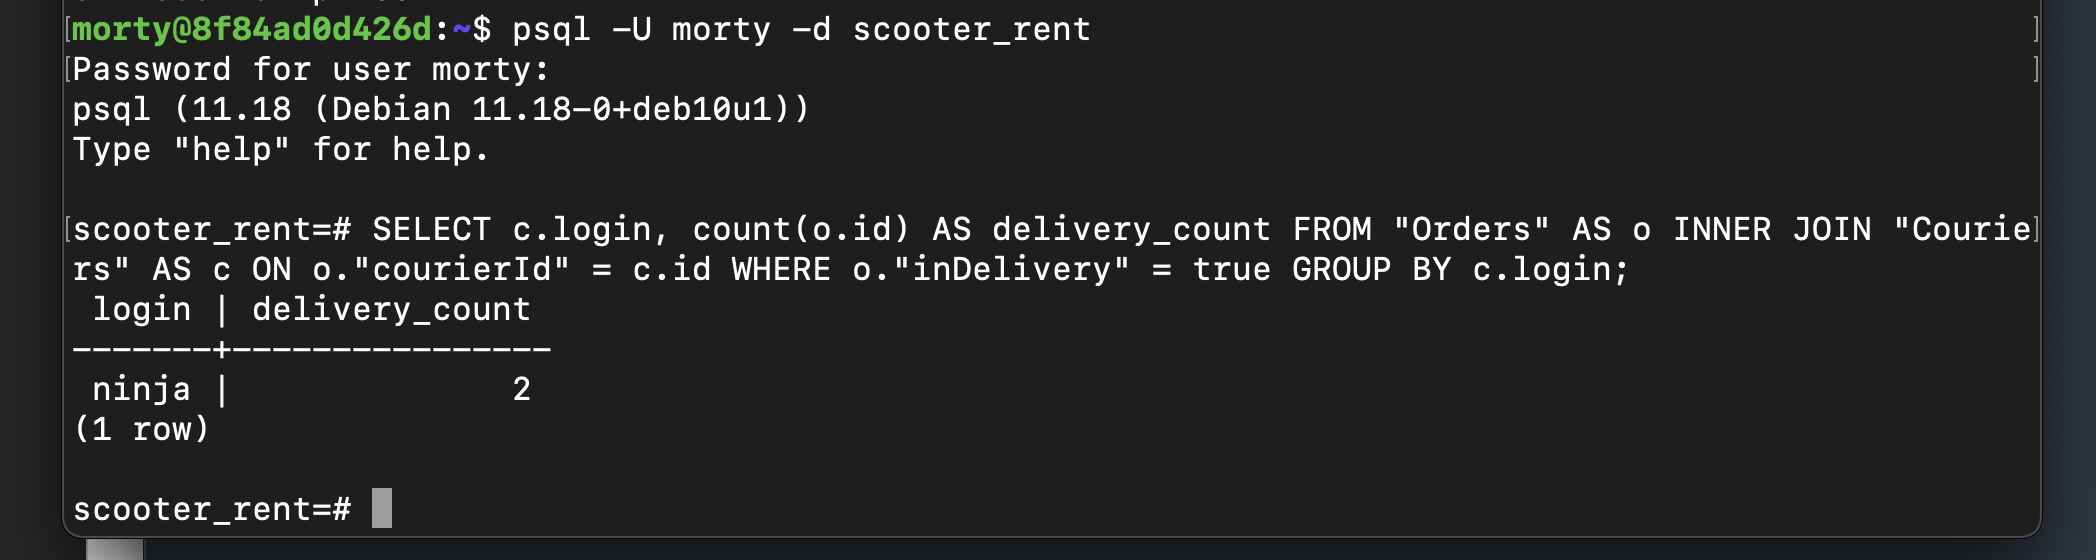 [morty@8f84ad0d426d:~$ psql -U morty -d scooter_rent ]
[Password for user morty: ]
psql (11.18 (Debian 11.18-0+deb10u1))
Type "help" for help.
[scooter_rent=# SELECT c.login, count(o.id) AS delivery_count FROM "Orders" AS o INNER JOIN "Courie]
rs" AS c ON o."courierId" = c.id WHERE o."inDelivery" = true GROUP BY c.login;
 login | delivery_count
-------+----------------
 ninja |              2
(1 row)
scooter_rent=#